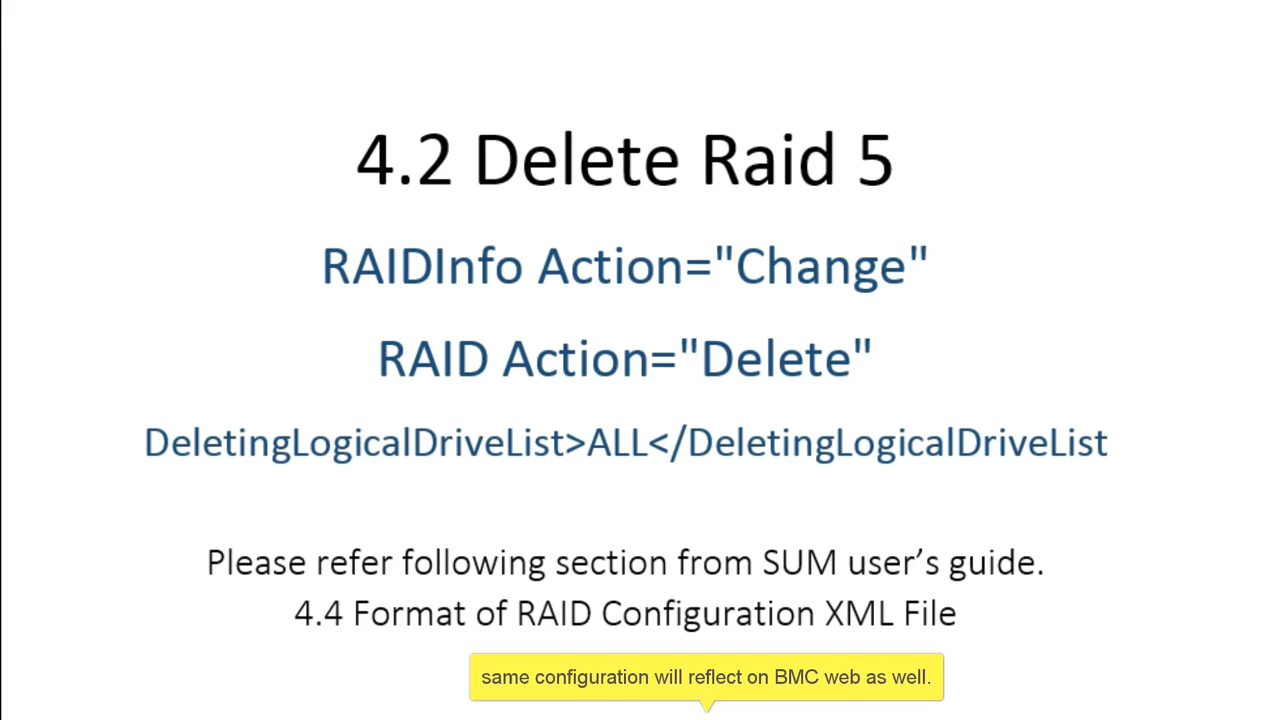 4.2 Delete Raid 5
RAIDInfo Action="Change"
RAID Action="Delete"
DeletingLogicalDriveList>ALL</DeletingLogicalDriveList
Please refer following section from SUM user’s guide.
4.4 Format of RAID Configuration XML File
same configuration will reflect on BMC web as well.